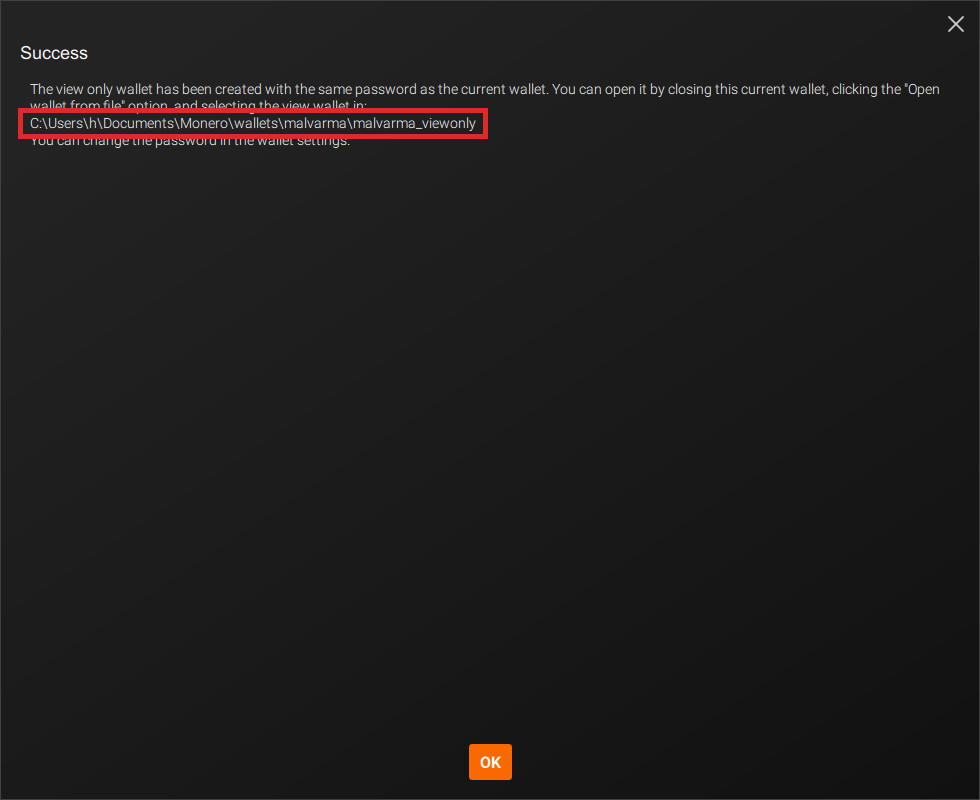 Success
The view only wallet has been created with the same password as the current wallet. You can open it by closing this current wallet, clicking the "Open
wallet from file" option, and selecting the view wallet in:
C:\Users\h\Documents\Monero\wallets\malvarma\malvarma_viewonly
You can change the password in the wallet settings.
OK